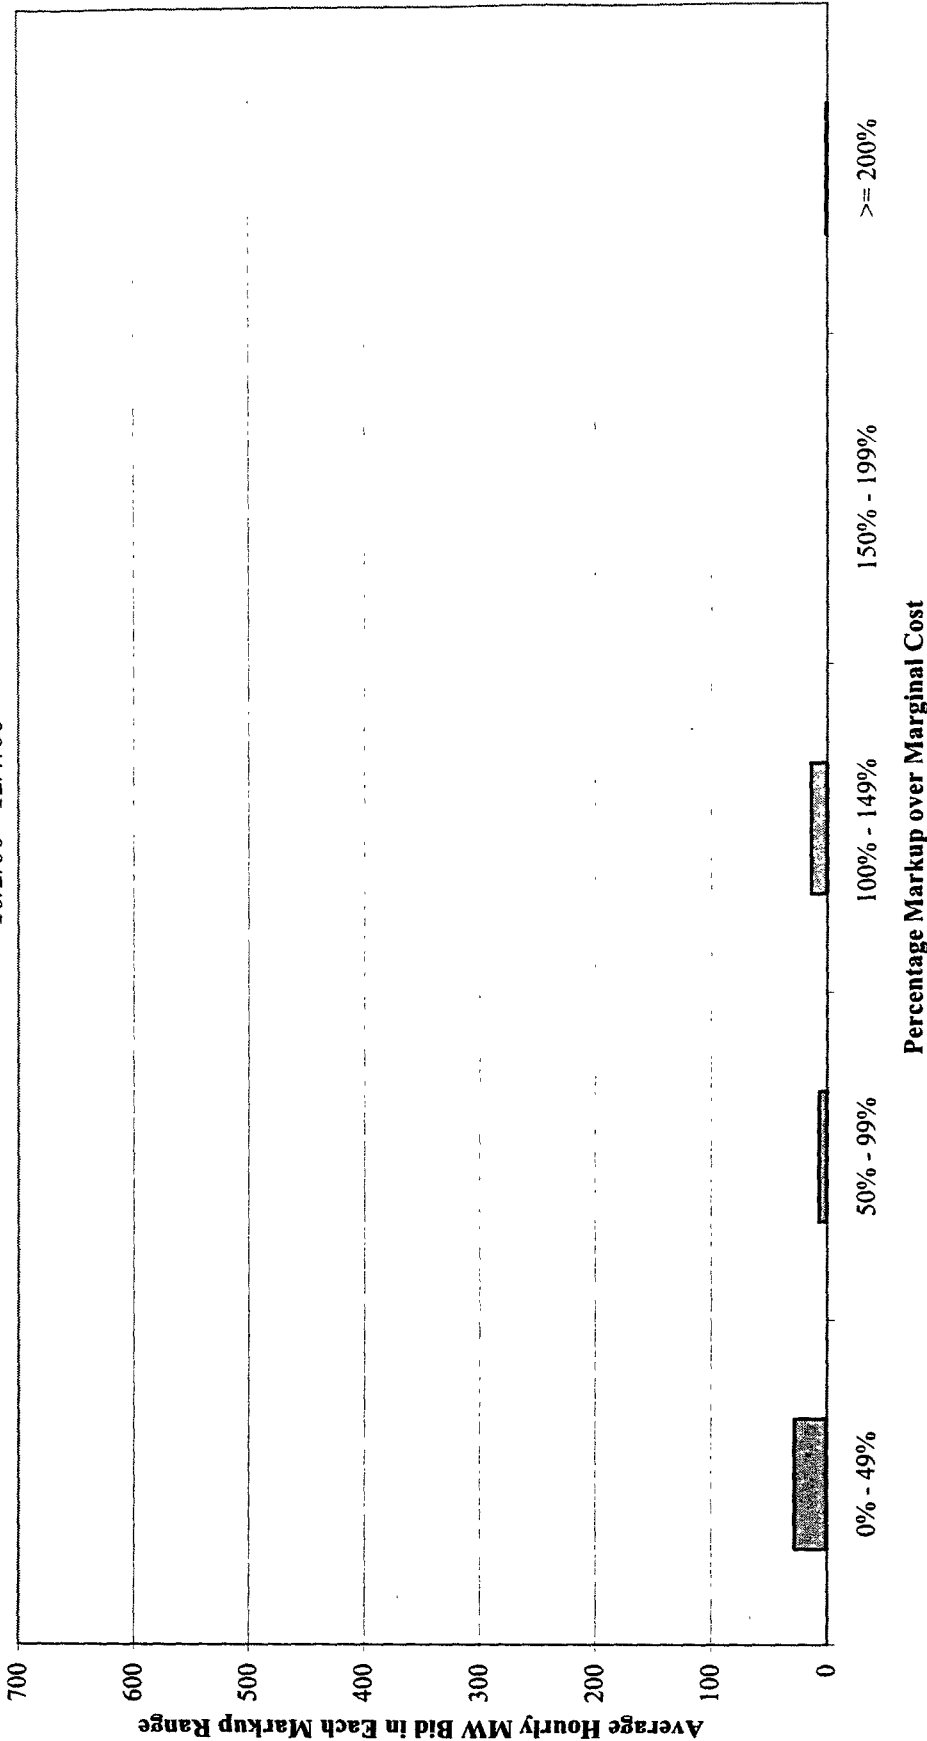 700
600
500
400
300
200
100
0
Average Hourly MW Bid in Each Markup Range
0% - 49%
50% - 99%
100% - 149%
150% - 199%
>= 200%
Percentage Markup over Marginal Cost